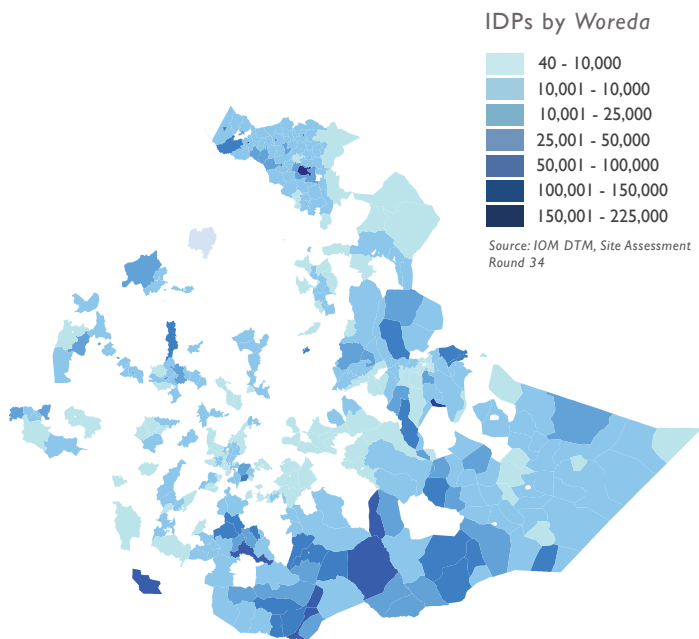 IDPs by Woreda
40 - 10,000
10,001 - 10,000
10,001 - 25,000
25,001 - 50,000
50,001 - 100,000
100,001 - 150,000
150,001 - 225,000
Source: IOM DTM, Site Assessment
Round 34